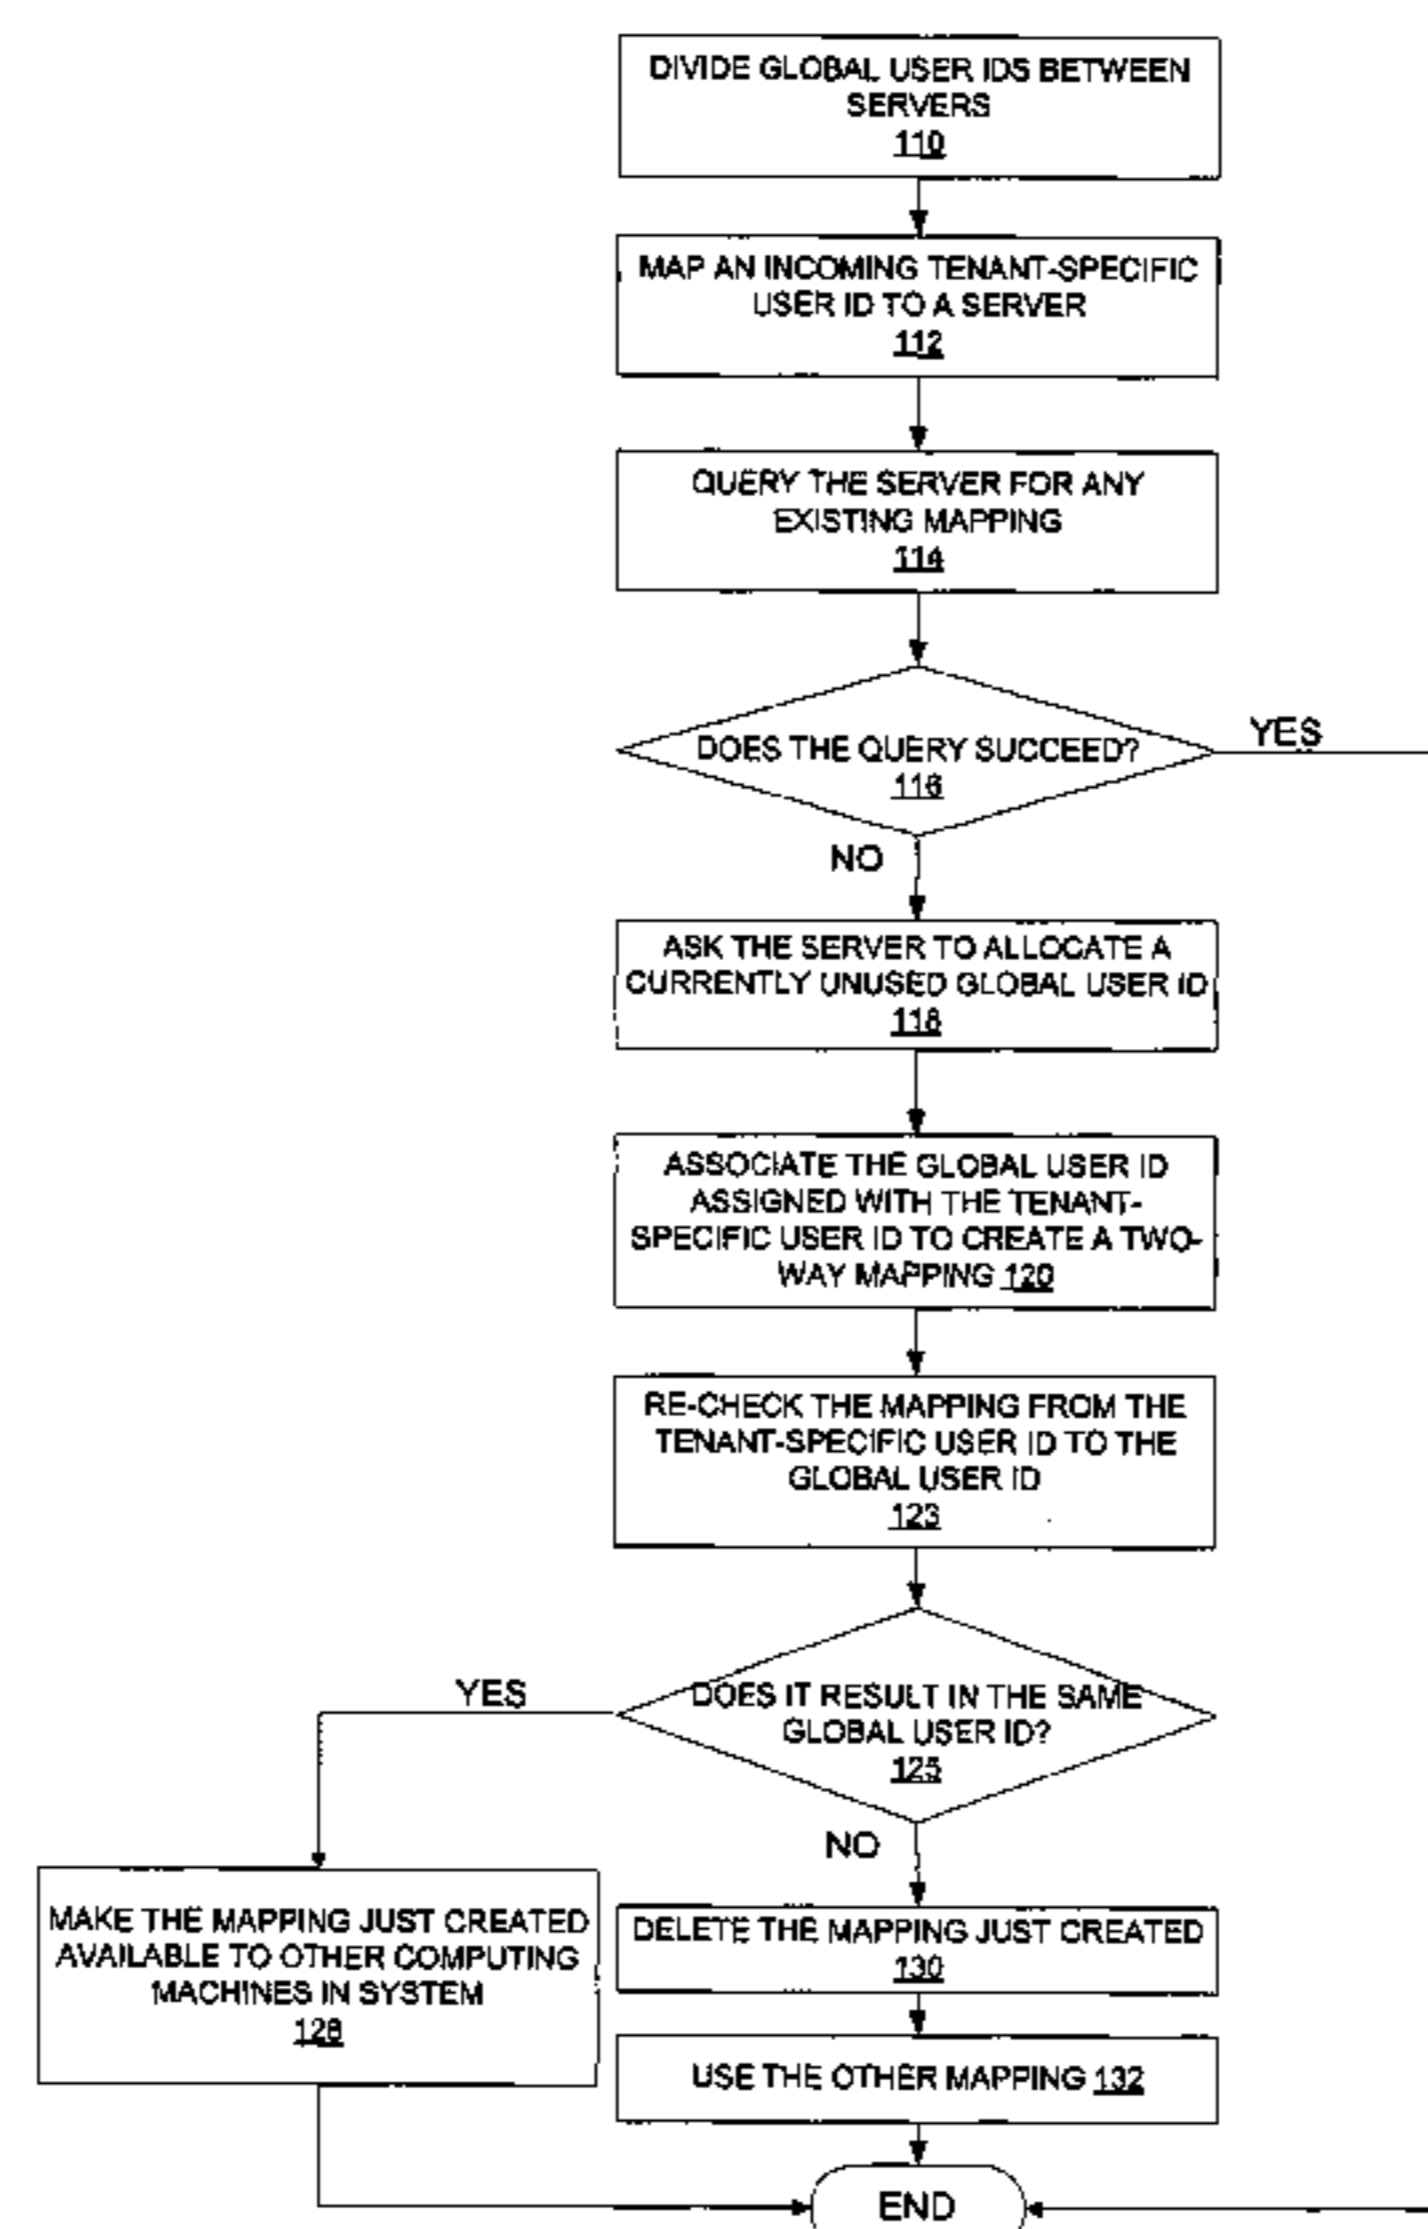 DIVIDE GLOBAL USER IDS BETWEEN
SERVERS
110
MAP AN INCOMING TENANT-SPECIFIC
USER ID TO A SERVER
112
QUERY THE SERVER FOR ANY
EXISTING MAPPING
114
DOES THE QUERY SUCCEED?
116
YES
NO
ASK THE SERVER TO ALLOCATE A
CURRENTLY UNUSED GLOBAL USER ID
118
ASSOCIATE THE GLOBAL USER ID
ASSIGNED WITH THE TENANT-
SPECIFIC USER ID TO CREATE A TWO-
WAY MAPPING 120
RE-CHECK THE MAPPING FROM THE
TENANT-SPECIFIC USER ID TO THE
GLOBAL USER ID
123
DOES IT RESULT IN THE SAME
GLOBAL USER ID?
125
YES
NO
MAKE THE MAPPING JUST CREATED
AVAILABLE TO OTHER COMPUTING
MACHINES IN SYSTEM
128
DELETE THE MAPPING JUST CREATED
130
USE THE OTHER MAPPING 132
END